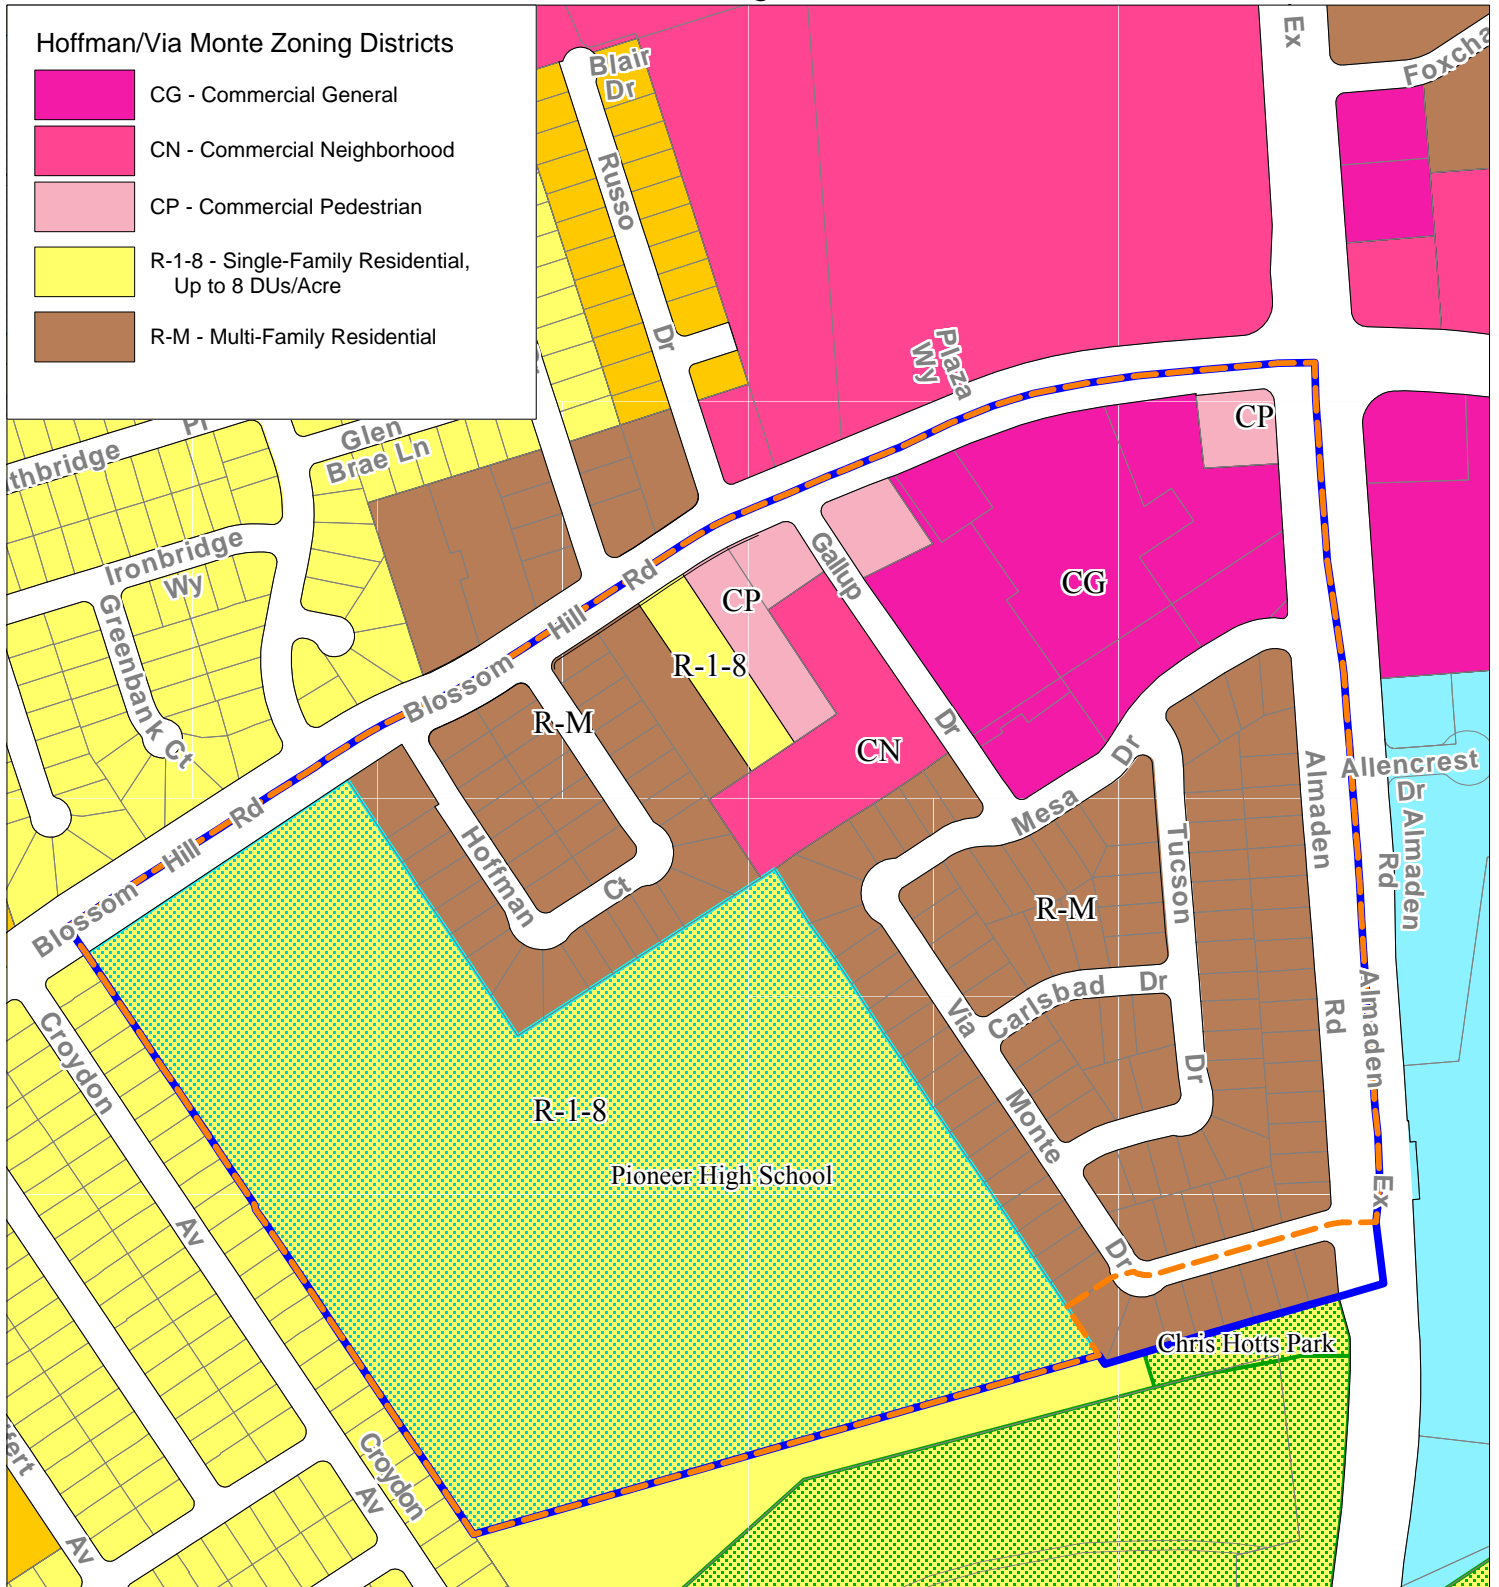 Hoffman/Via Monte Zoning Districts
CG - Commercial General
CN - Commercial Neighborhood
CP - Commercial Pedestrian
R-1-8 - Single-Family Residential,
Up to 8 DUs/Acre
R-M - Multi-Family Residential
Blair
Dr
Russo
Dr
Ex
Foxcha
Plaza
Wy
Pl
thbridge
Glen
Brae Ln
Ironbridge
Wy
Greenbank Ct
CP
CG
CP
R-1-8
R-M
CN
Gallup
Dr
Blossom Hill Rd
Blossom Hill Rd
Hoffman
Ct
Mesa
Dr
Tucson
Dr
Almaden
Rd
Allencrest
Dr
Almaden
Rd
Almaden
Ex
R-M
Carlsbad Dr
Via
Monte
Dr
Croydon
Av
R-1-8
Pioneer High School
Chris Hotts Park
Croydon
Av
fert
Av